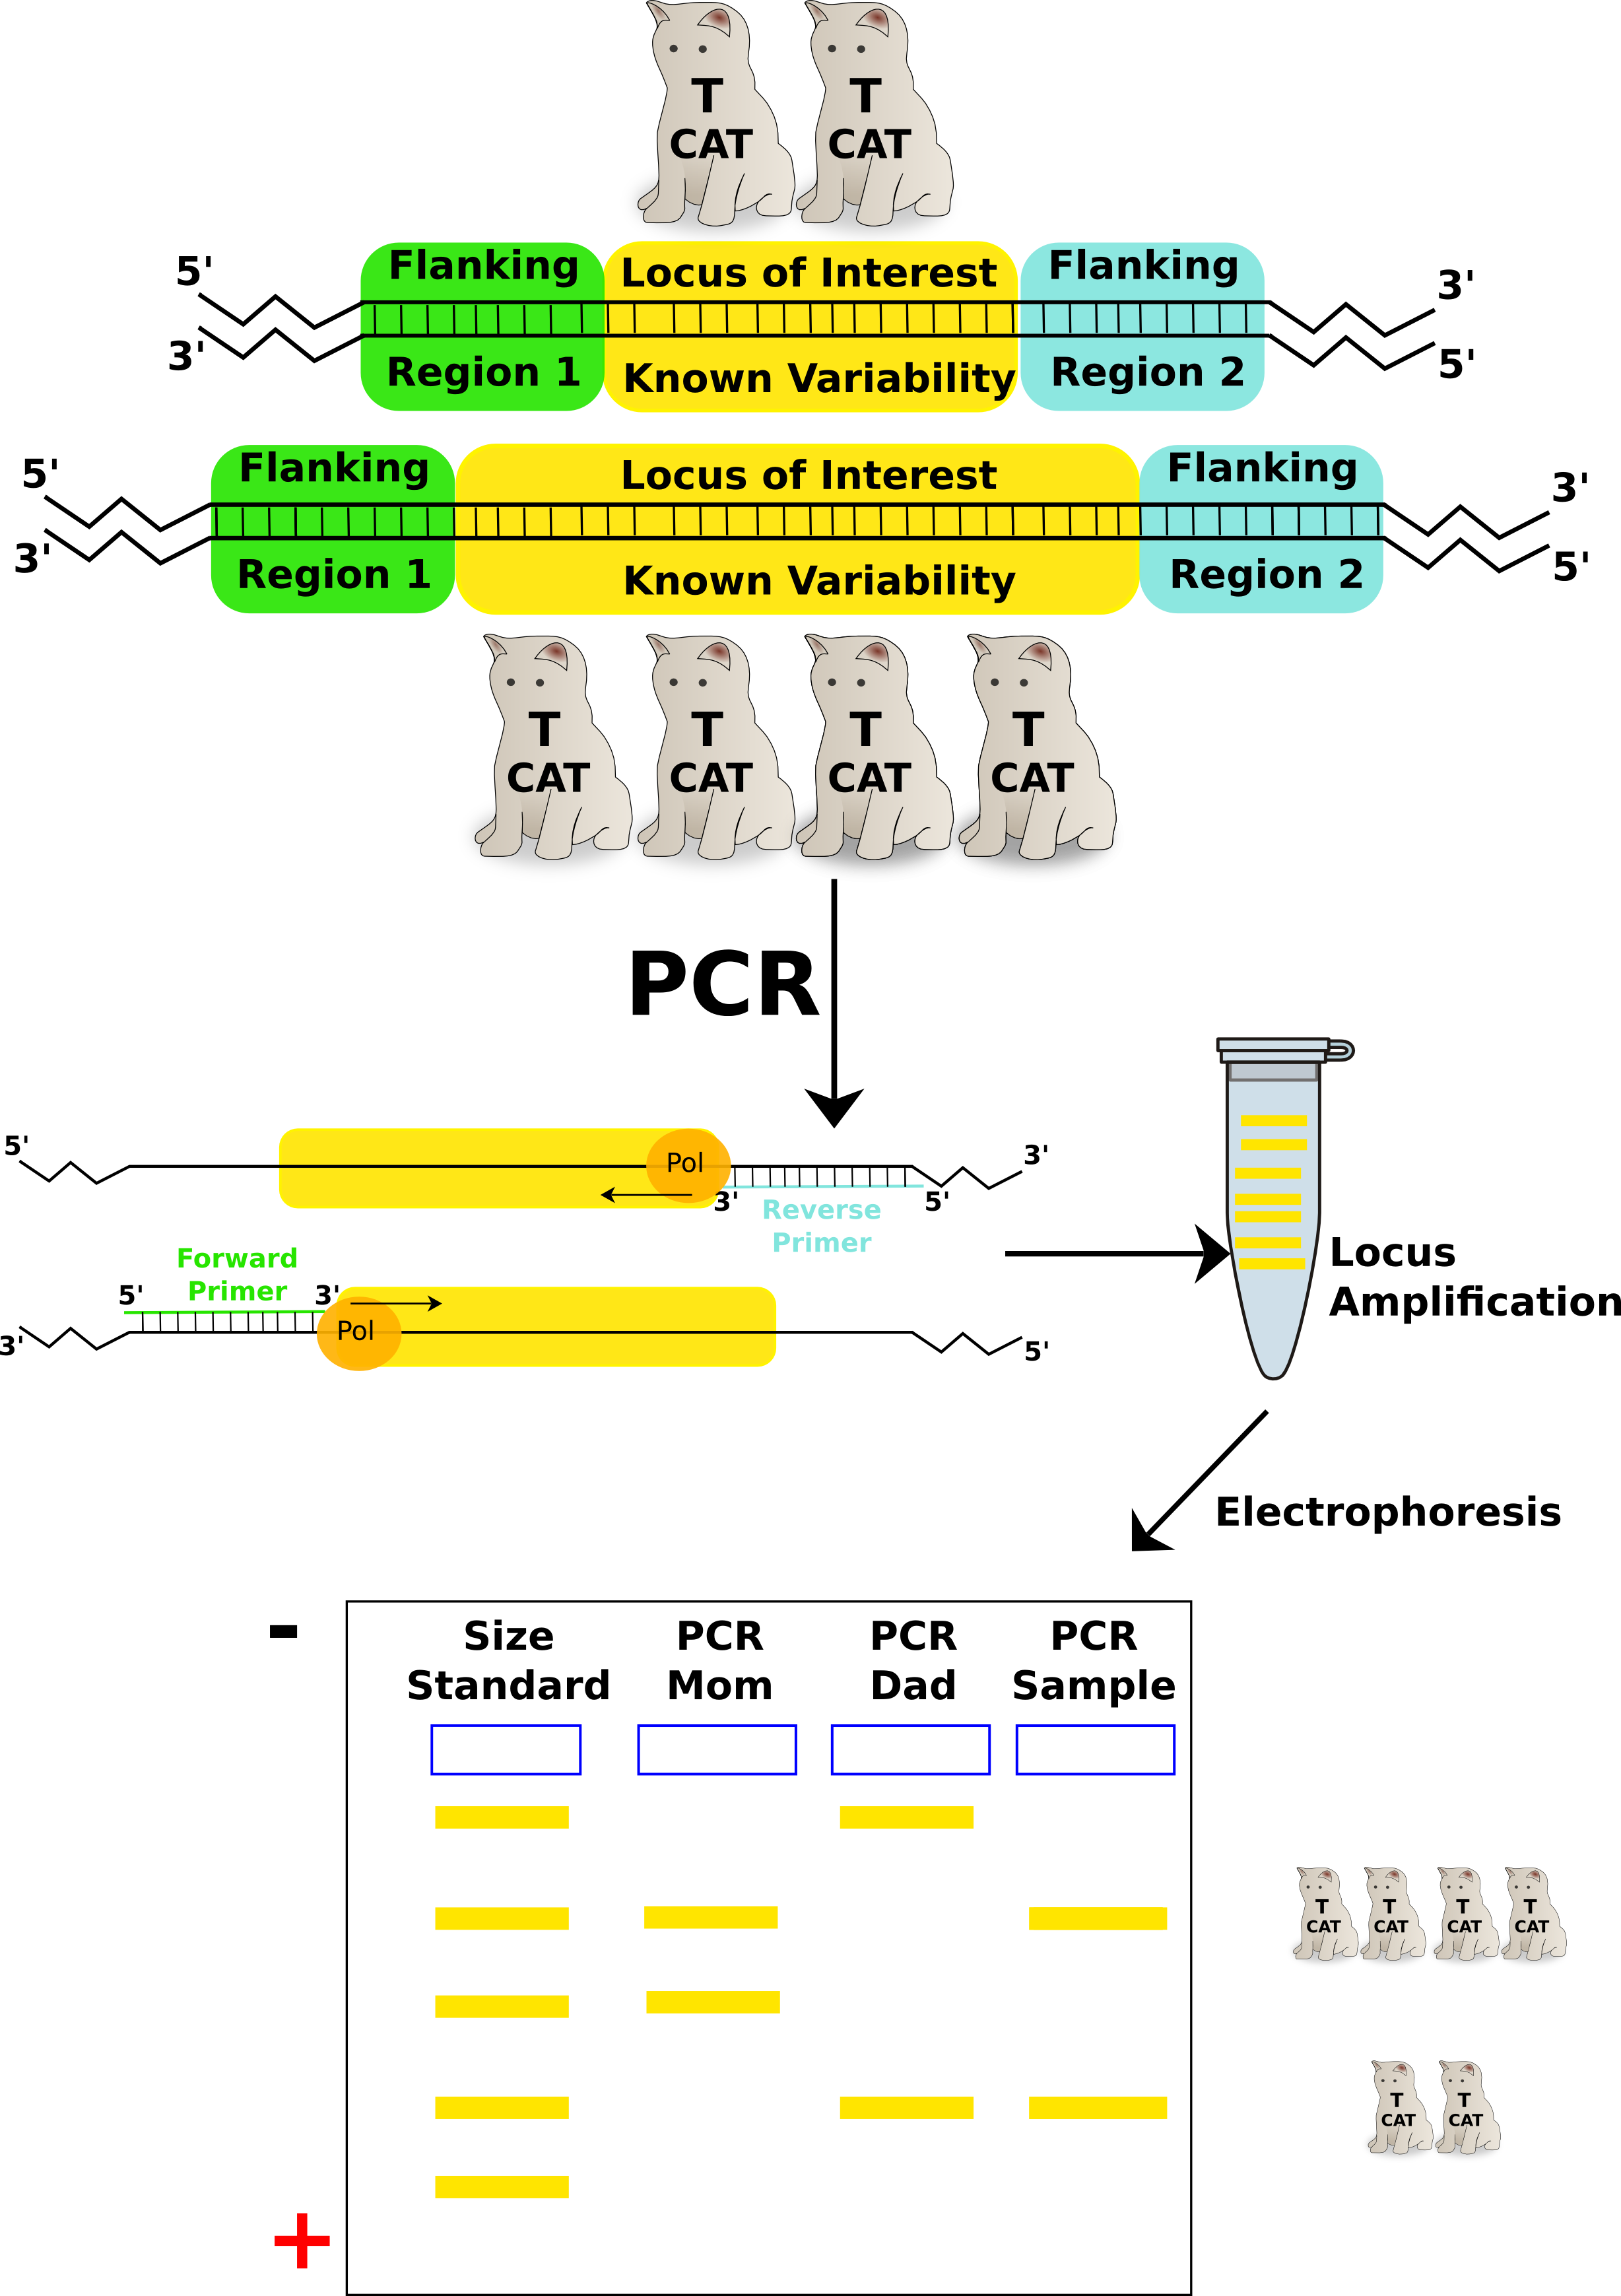 T T
CAT CAT
5' Flanking Locus of Interest Flanking 3'
3' Region 1 Known Variability Region 2 5'
5' Flanking Locus of Interest Flanking 3'
3' Region 1 Known Variability Region 2 5'
T T T T
CAT CAT CAT CAT
PCR
5' Pol 3'
3' 5'
Reverse
Primer
Forward
Primer
5' 3'
Pol
3' 5'
Locus
Amplification
Electrophoresis
-
Size PCR PCR PCR
Standard Mom Dad Sample
T T T T
CAT CAT CAT CAT
T T
CAT CAT
+